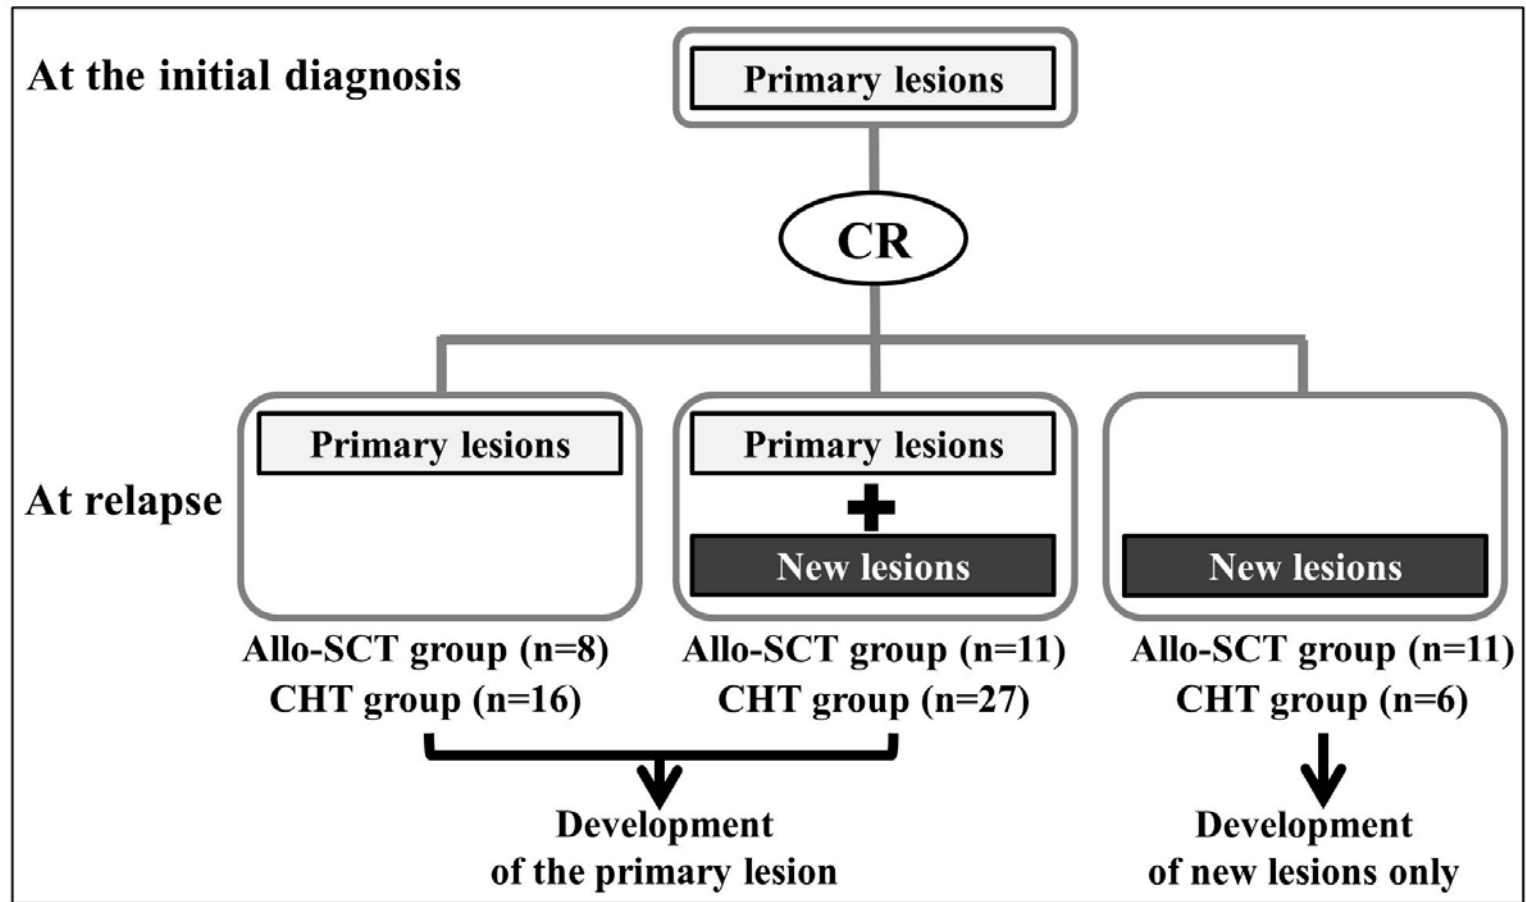 At the initial diagnosis
Primary lesions
CR
At relapse
Primary lesions
Allo-SCT group (n=8)
CHT group (n=16)
Primary lesions
+
New lesions
Allo-SCT group (n=11)
CHT group (n=27)
New lesions
Allo-SCT group (n=11)
CHT group (n=6)
Development
of the primary lesion
Development
of new lesions only